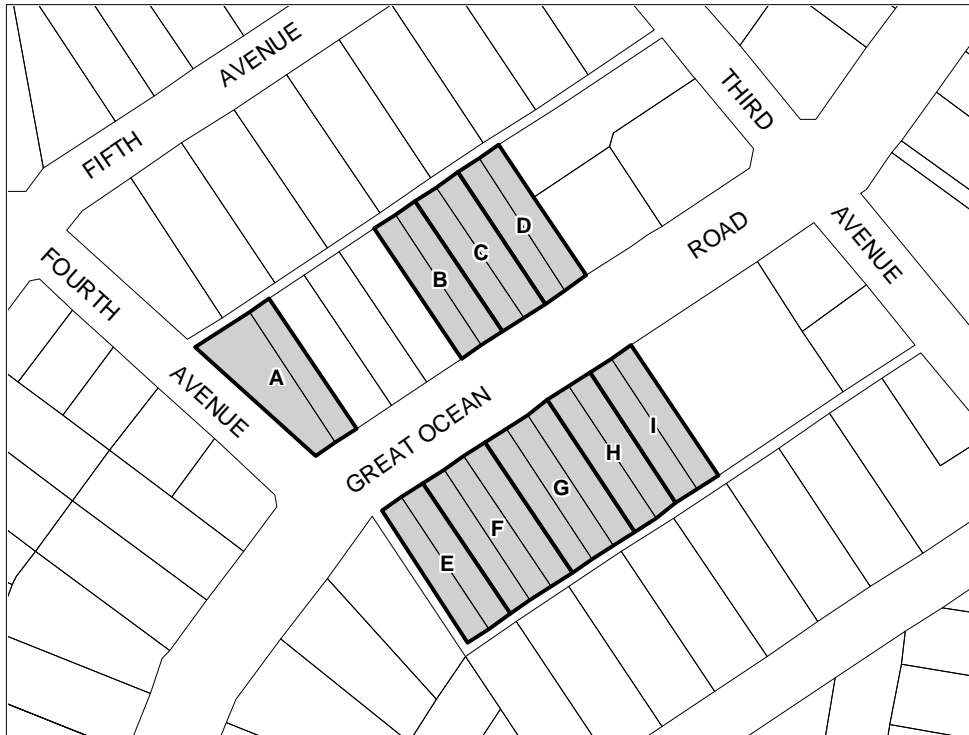 FIFTH AVENUE
THIRD
AVENUE
FOURTH
AVENUE
GREAT OCEAN
ROAD
A
B
C
D
E
F
G
H
I